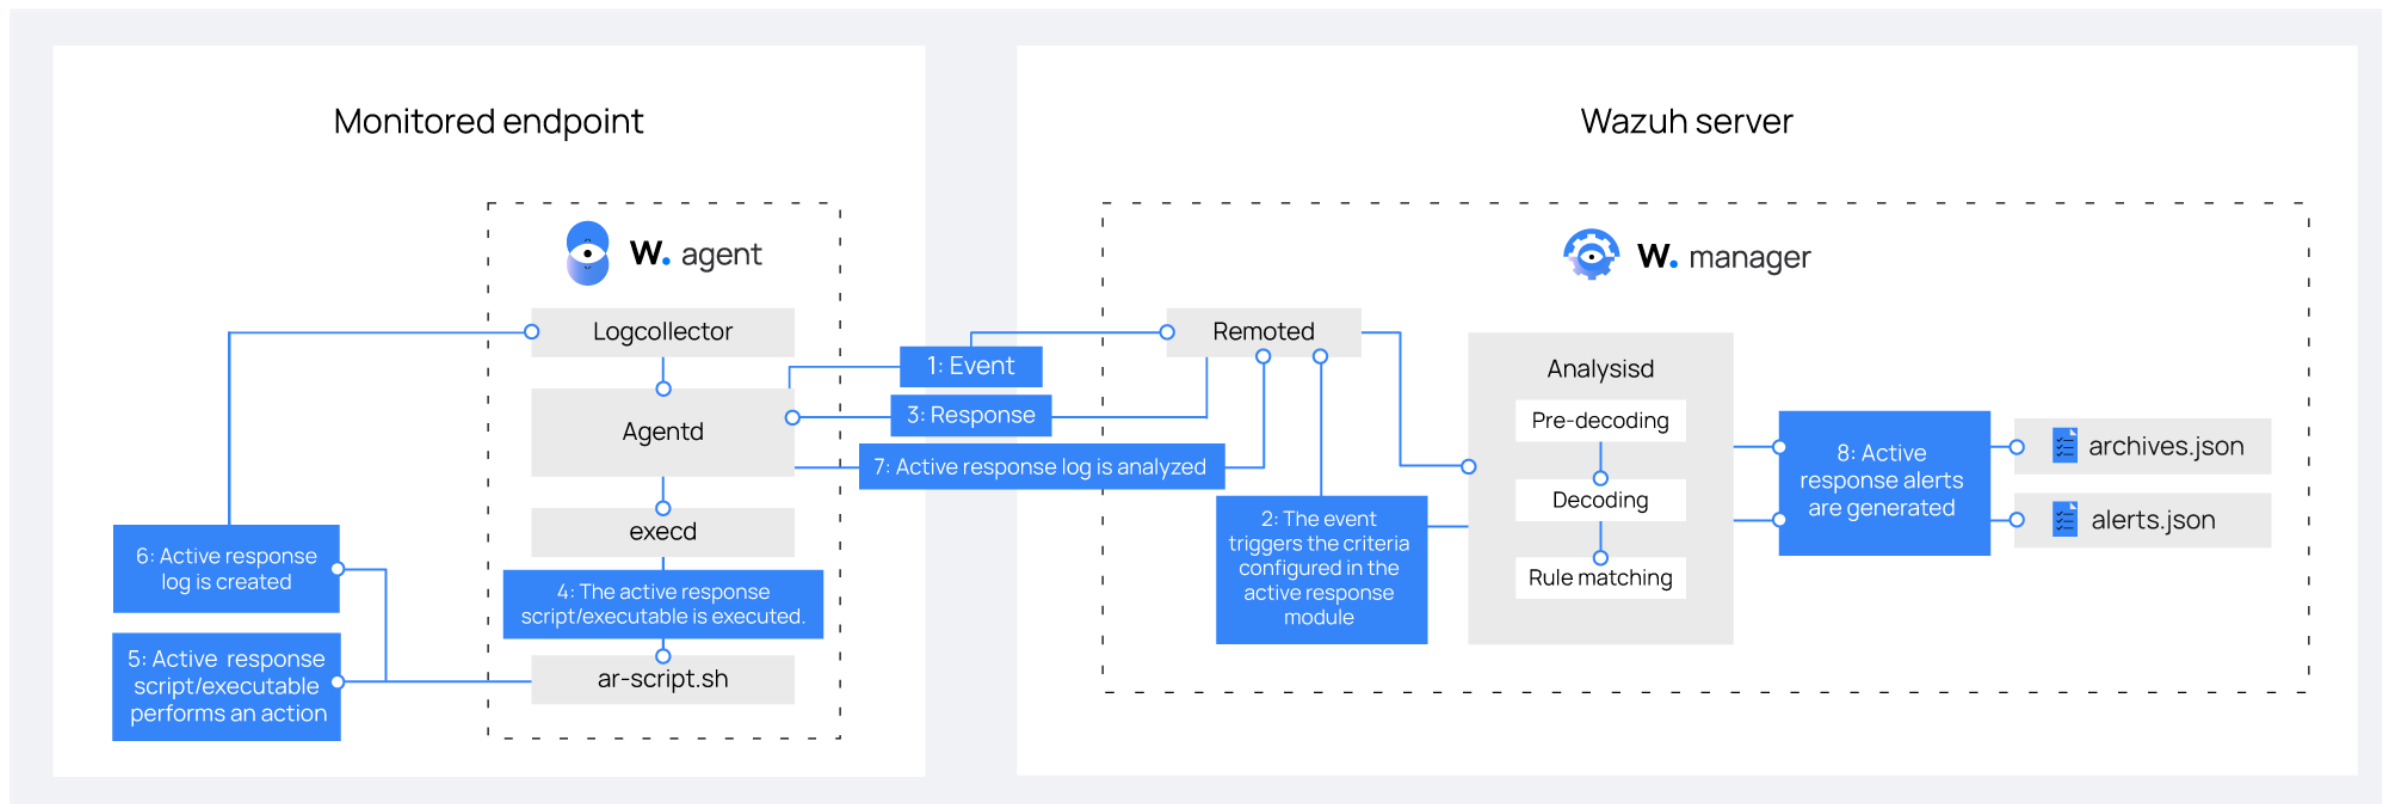 Monitored endpoint
Wazuh server
W. agent
W. manager
Logcollector
Agentd
execd
4: The active response
script/executable is executed.
ar-script.sh
6: Active response
log is created
5: Active  response
script/executable
performs an action
1: Event
3: Response
7: Active response log is analyzed
Remoted
2: The event
triggers the criteria
configured in the
active response
module
Analysisd
Pre-decoding
Decoding
Rule matching
8: Active
response alerts
are generated
archives.json
alerts.json